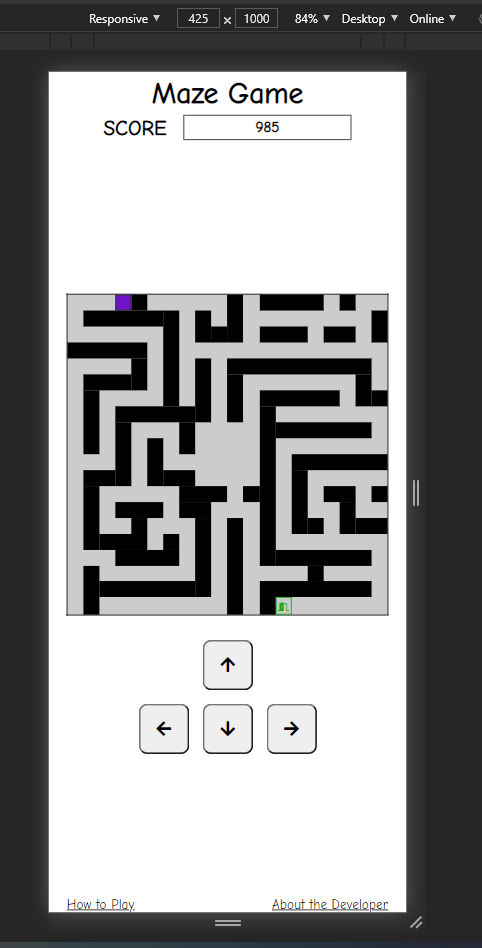 Responsive ▼ 425 × 1000 84% ▼ Desktop ▼ Online ▼
Maze Game
SCORE 985
↑
← ↓ →
How to Play About the Developer